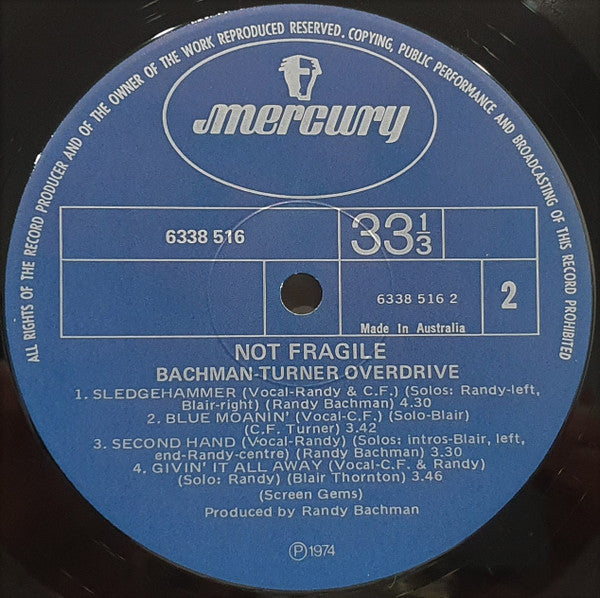 ALL RIGHTS OF THE RECORD PRODUCER AND OF THE OWNER OF THE WORK REPRODUCED RESERVED. COPYING, PUBLIC PERFORMANCE AND BROADCASTING OF THIS RECORD PROHIBITED
mercury
6338 516
33 1/3
6338 516 2
2
Made In Australia
NOT FRAGILE
BACHMAN-TURNER OVERDRIVE
1. SLEDGEHAMMER (Vocal-Randy & C.F.) (Solos: Randy-left,
Blair-right) (Randy Bachman) 4.30
2. BLUE MOANIN' (Vocal-C.F.) (Solo-Blair)
(C.F. Turner) 3.42
3. SECOND HAND (Vocal-Randy) (Solos: intros-Blair, left,
end-Randy-centre) (Randy Bachman) 3.30
4. GIVIN' IT ALL AWAY (Vocal-C.F. & Randy)
(Solo: Randy) (Blair Thornton) 3.46
(Screen Gems)
Produced by Randy Bachman
Ⓟ1974